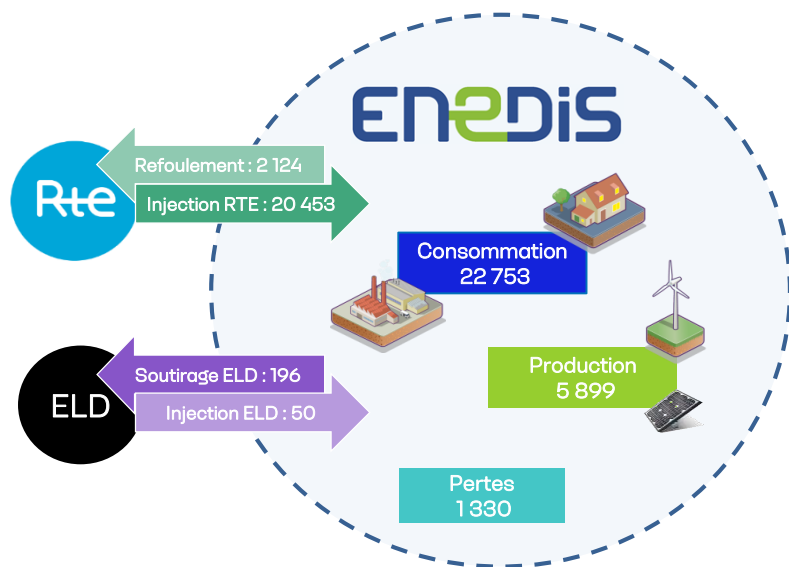 ENEDIS
Refoulement : 2 124
Rte
Injection RTE : 20 453
Consommation
22 753
Soutirage ELD : 196
Production
5 899
ELD
Injection ELD : 50
Pertes
1 330